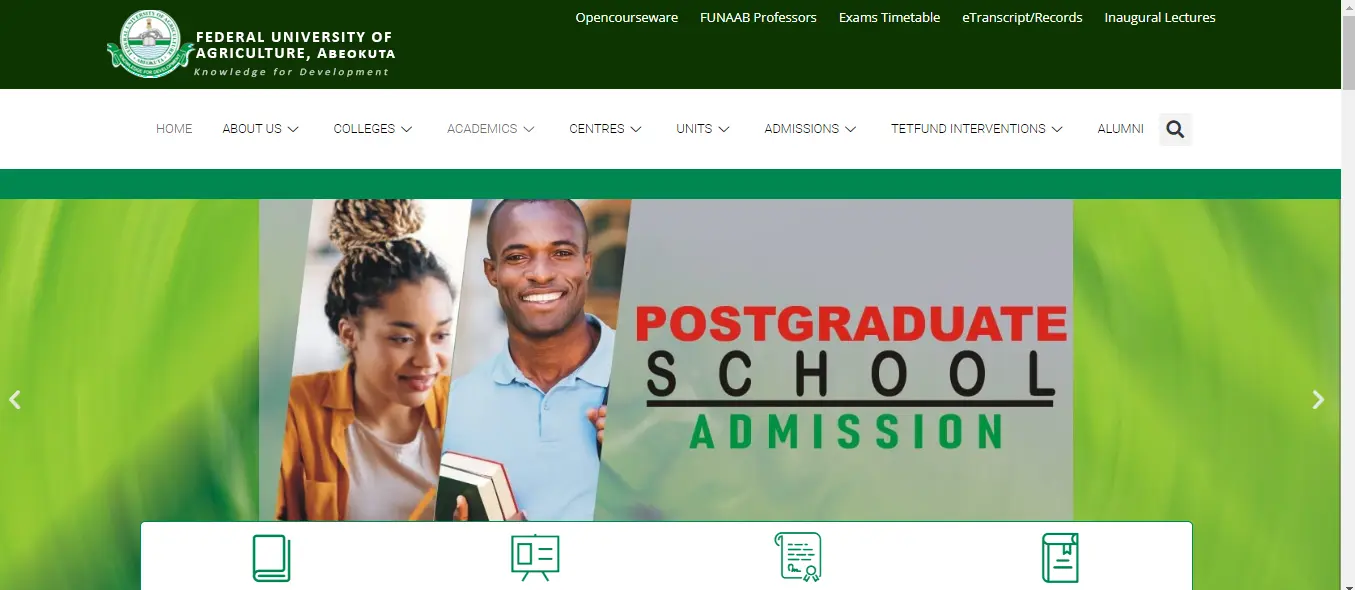 Opencourseware FUNAAB Professors Exams Timetable eTranscript/Records Inaugural Lectures
FEDERAL UNIVERSITY OF
AGRICULTURE, ABEOKUTA
Knowledge for Development
HOME ABOUT US COLLEGES ACADEMICS CENTRES UNITS ADMISSIONS TETFUND INTERVENTIONS ALUMNI
POSTGRADUATE
SCHOOL
ADMISSION